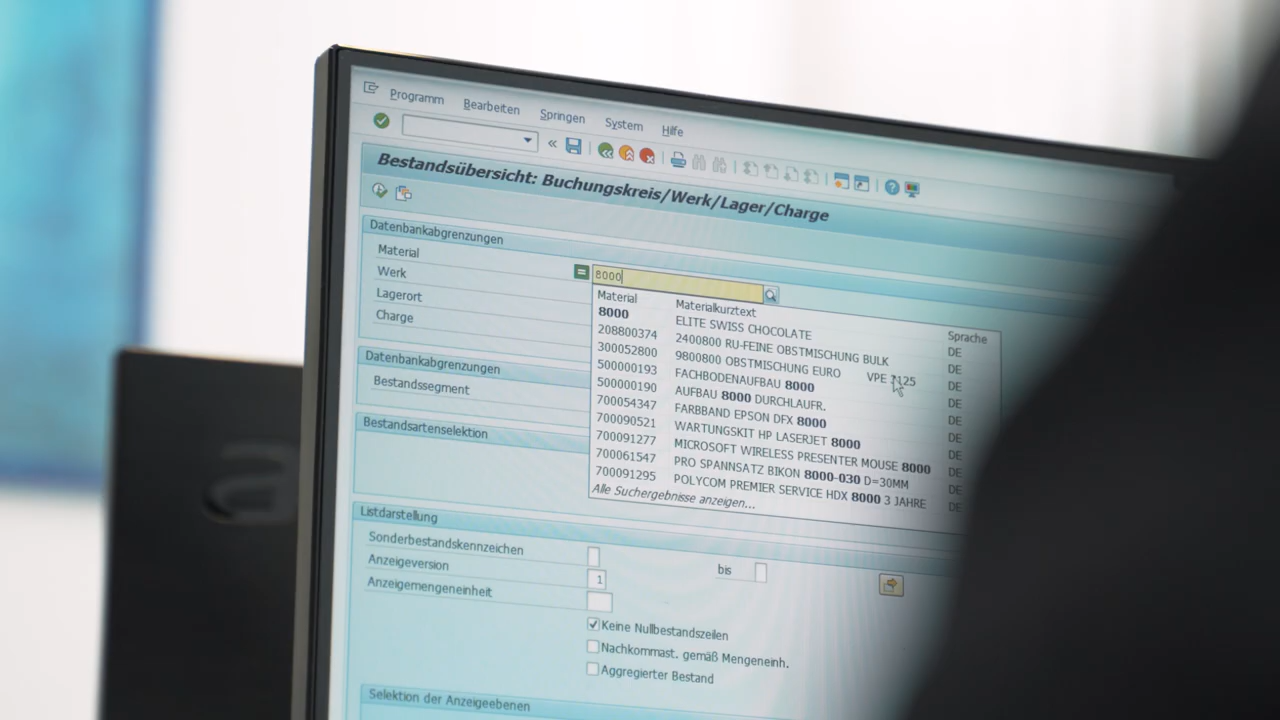 Programm Bearbeiten Springen System Hilfe
Bestandsübersicht: Buchungskreis/Werk/Lager/Charge
Datenbankabgrenzungen
Material 8000
Werk
Lagerort
Charge
Material Materialkurztext Sprache
8000 ELITE SWISS CHOCOLATE DE
208800374 2400800 RU-FEINE OBSTMISCHUNG BULK DE
300052800 9800800 OBSTMISCHUNG EURO VPE 2125 DE
500000193 FACHBODENAUFBAU 8000 DE
500000190 AUFBAU 8000 DURCHLAUFR. DE
700054347 FARBBAND EPSON DFX 8000 DE
700090521 WARTUNGSKIT HP LASERJET 8000 DE
700091277 MICROSOFT WIRELESS PRESENTER MOUSE 8000 DE
700061547 PRO SPANNSATZ BIKON 8000-030 D=30MM DE
700091295 POLYCOM PREMIER SERVICE HDX 8000 3 JAHRE DE
Alle Suchergebnisse anzeigen...
Datenbankabgrenzungen
Bestandssegment
Bestandsartenselektion
Listdarstellung
Sonderbestandskennzeichen bis
Anzeigeversion 1
Anzeigemengeneinheit
Keine Nullbestandszeilen
Nachkommast. gemäß Mengeneinh.
Aggregierter Bestand
Selektion der Anzeigeebenen